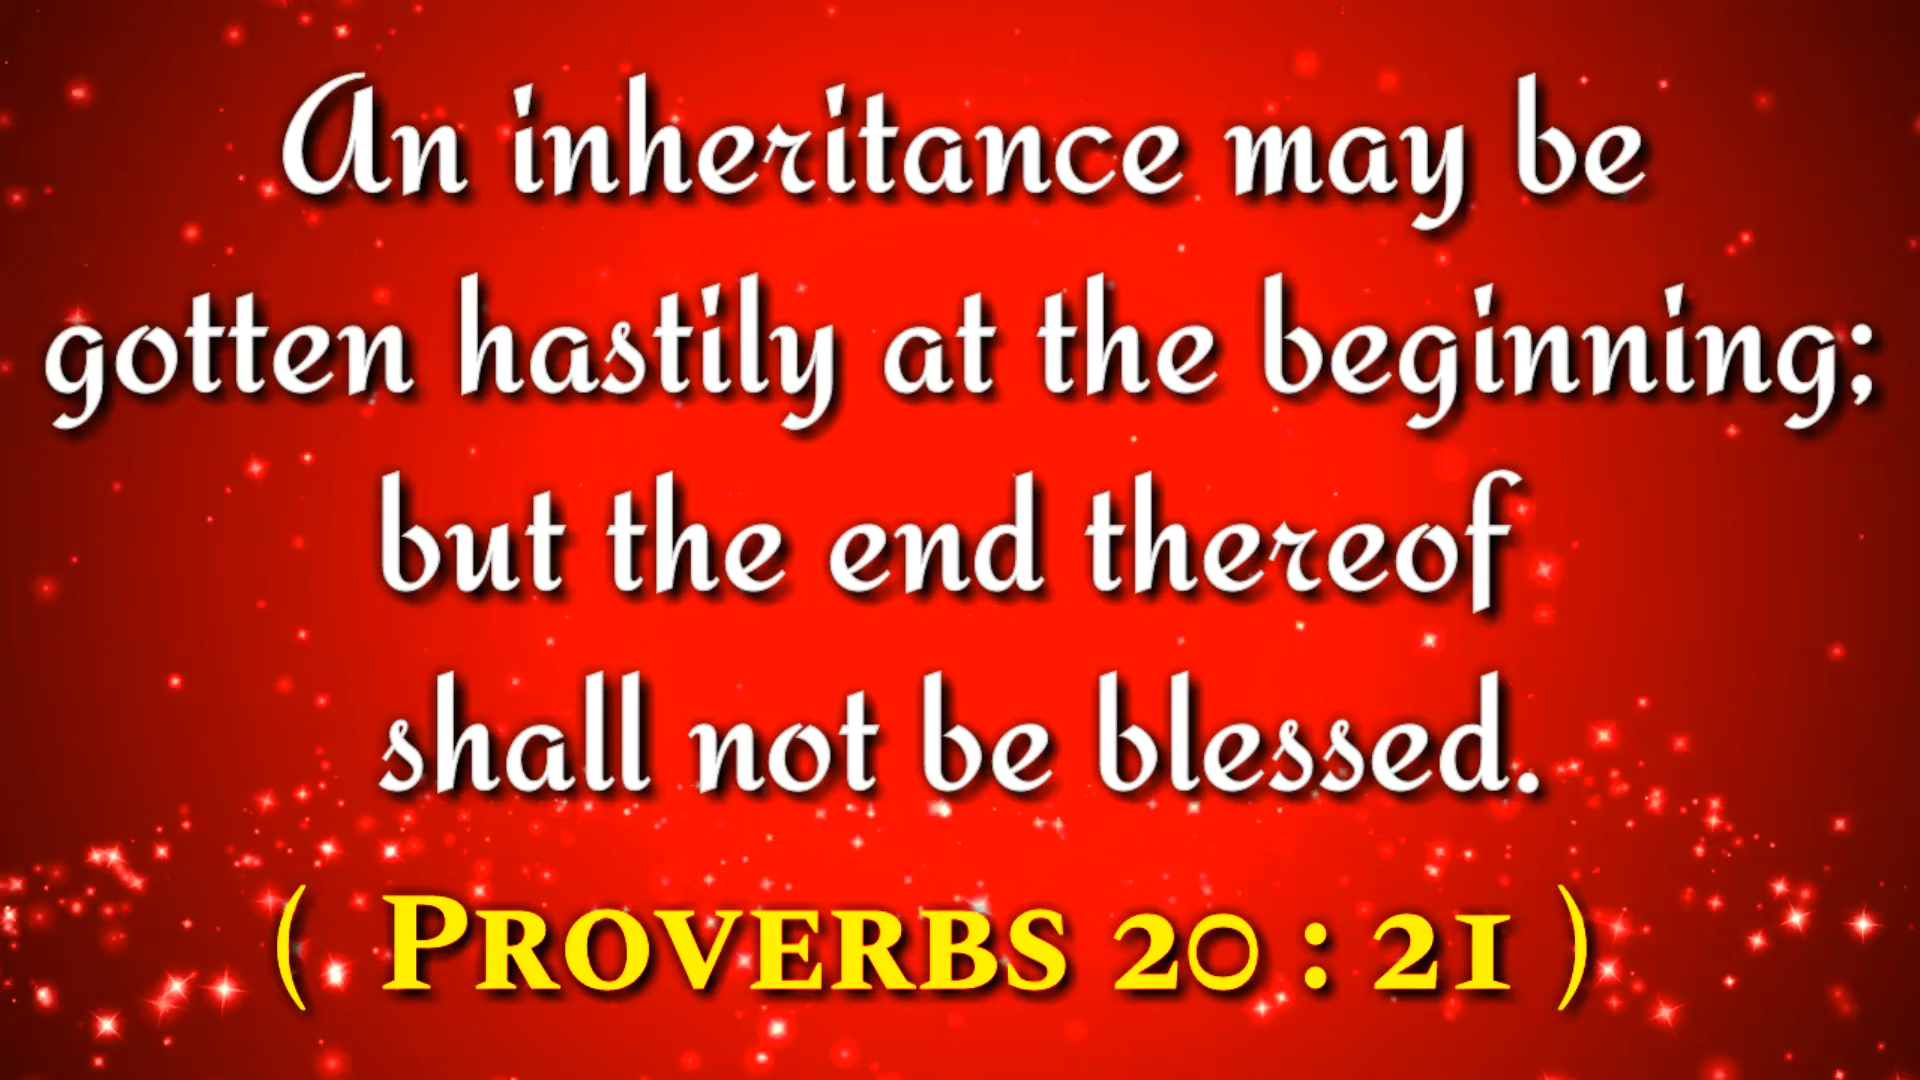 An inheritance may be
gotten hastily at the beginning;
but the end thereof
shall not be blessed.
( PROVERBS 20 : 21 )